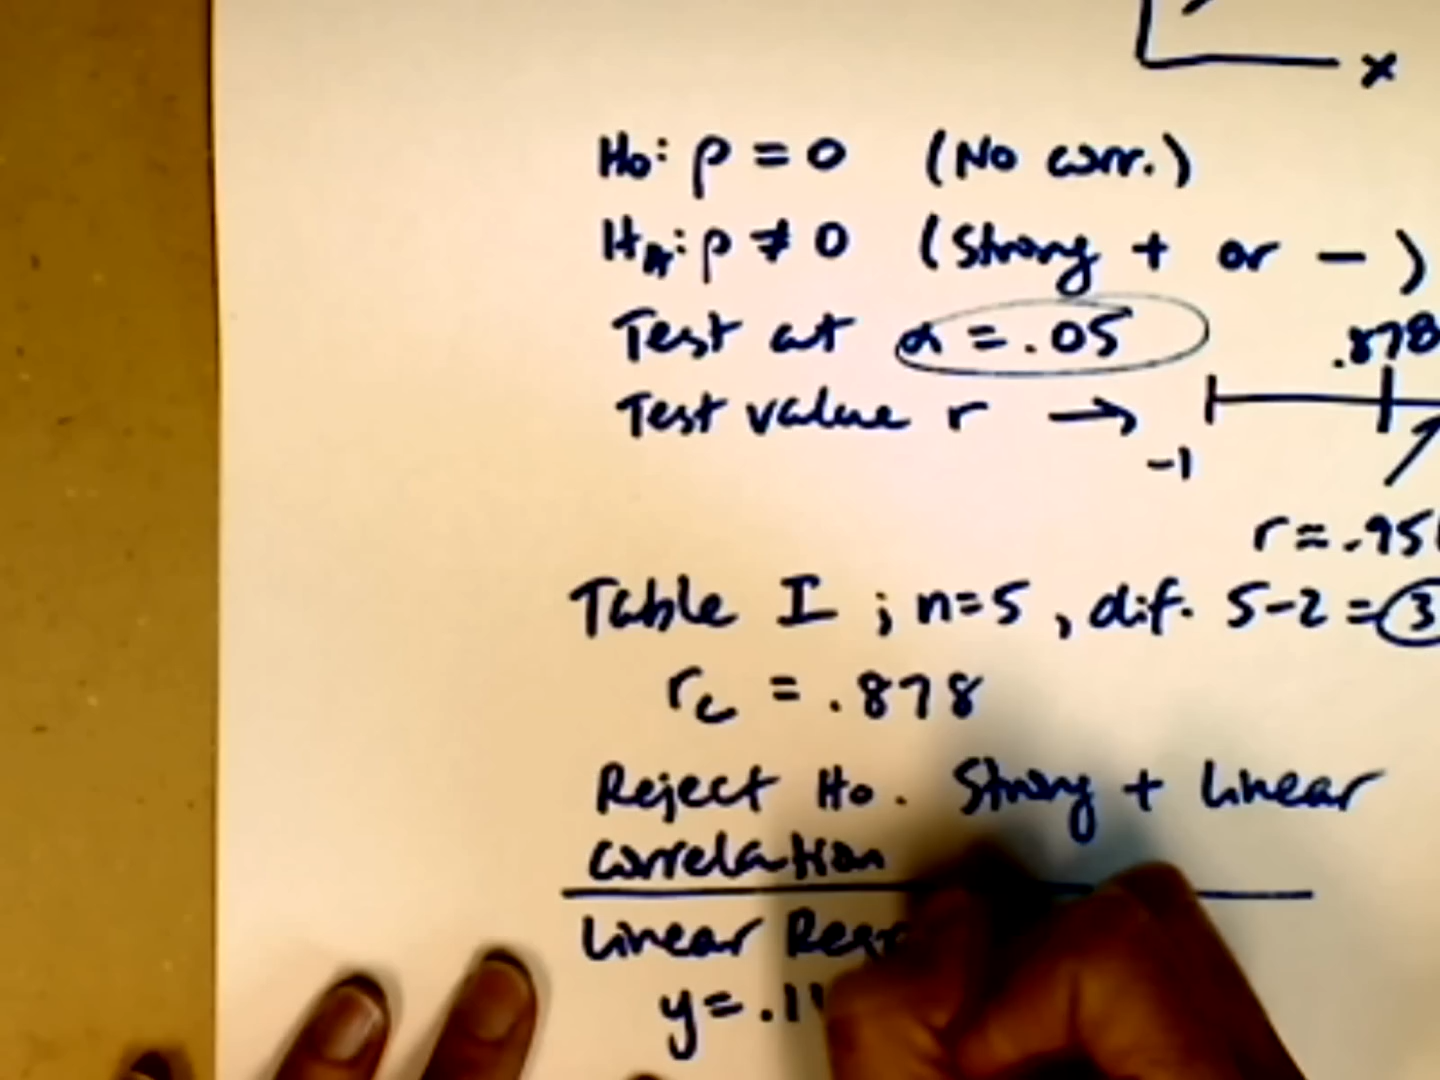 x
Ho: ρ = 0 (No corr.)
HA: ρ ≠ 0 (Strong + or - )
Test at α = .05 .878
Test value r →
-1
r = .95
Table I ; n=5 , d.f. 5-2 = 3
rc = .878
Reject Ho. Strong + linear
correlation
Linear
y = .1